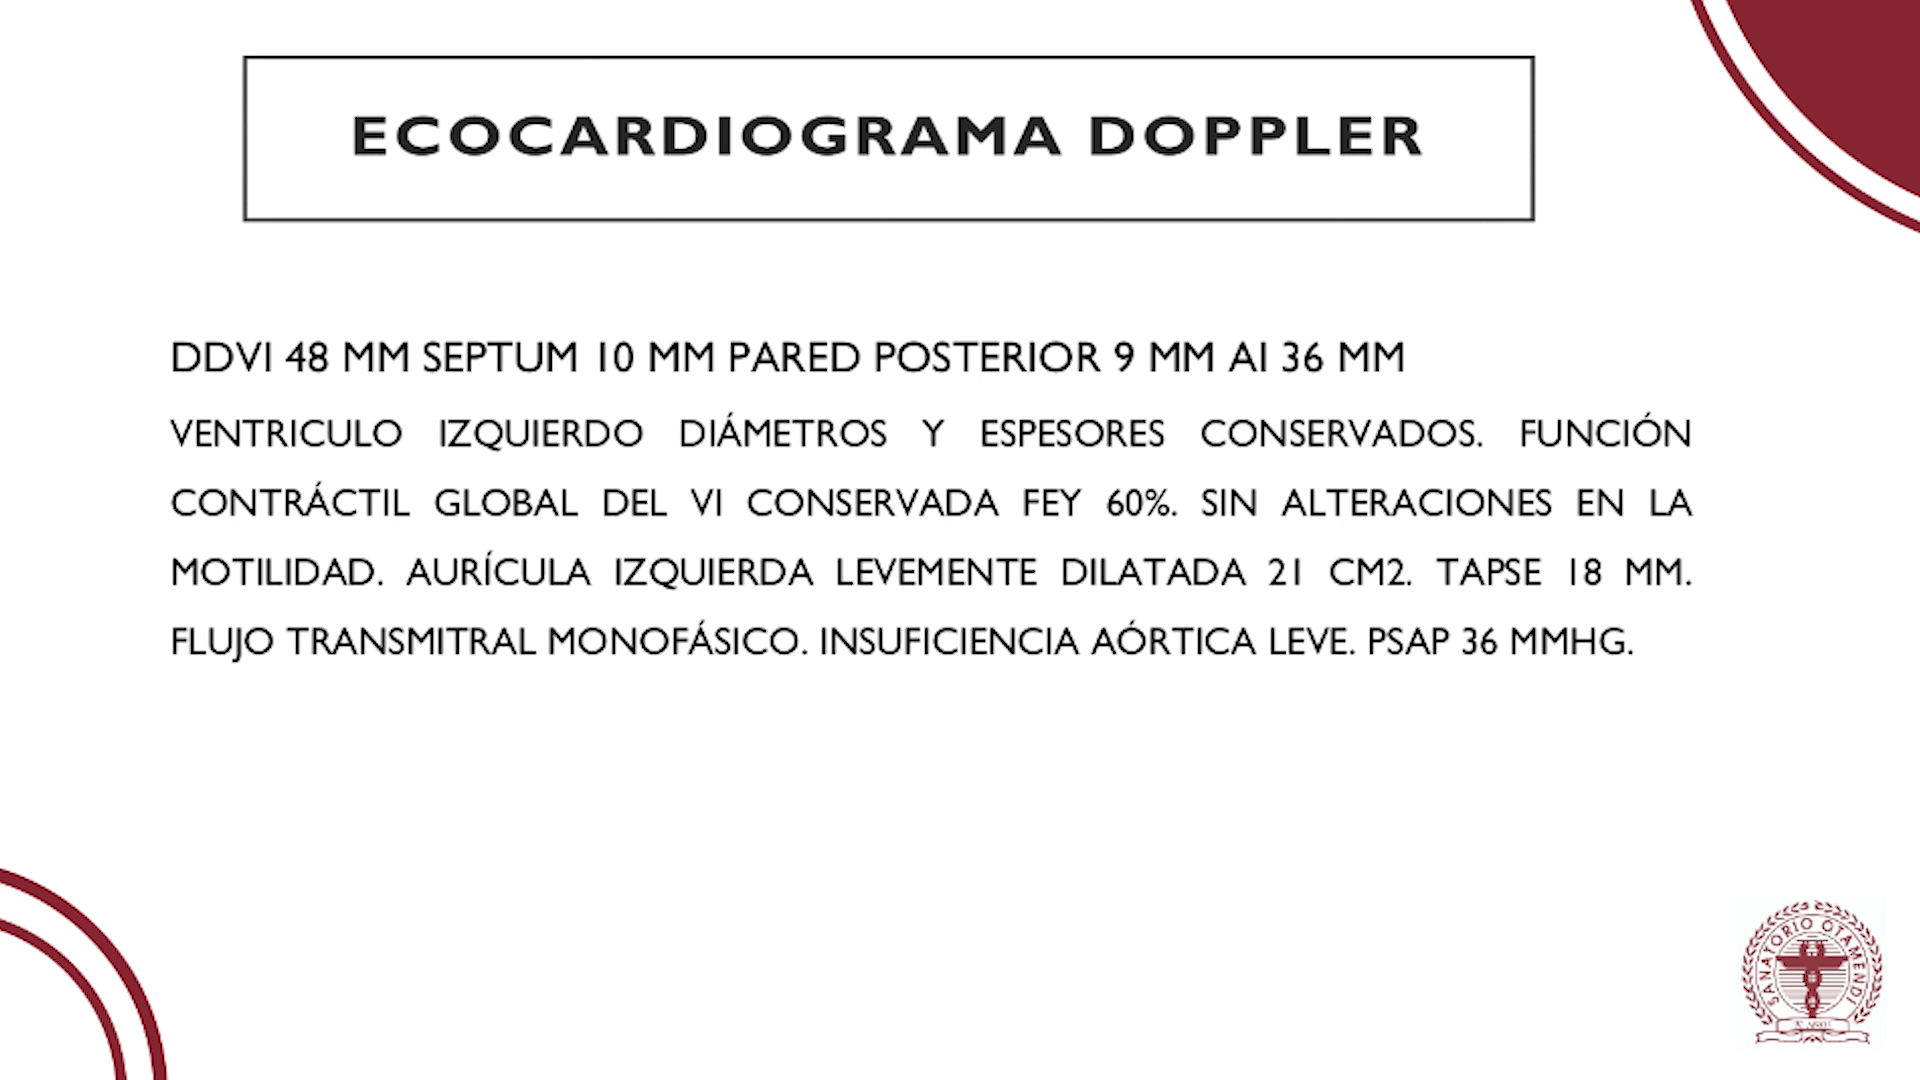 ECOCARDIOGRAMA DOPPLER
DDVI 48 MM SEPTUM 10 MM PARED POSTERIOR 9 MM AI 36 MM
VENTRICULO IZQUIERDO DIÁMETROS Y ESPESORES CONSERVADOS. FUNCIÓN
CONTRÁCTIL GLOBAL DEL VI CONSERVADA FEY 60%. SIN ALTERACIONES EN LA
MOTILIDAD. AURÍCULA IZQUIERDA LEVEMENTE DILATADA 21 CM2. TAPSE 18 MM.
FLUJO TRANSMITRAL MONOFÁSICO. INSUFICIENCIA AÓRTICA LEVE. PSAP 36 MMHG.
SANATORIO OTAMENDI